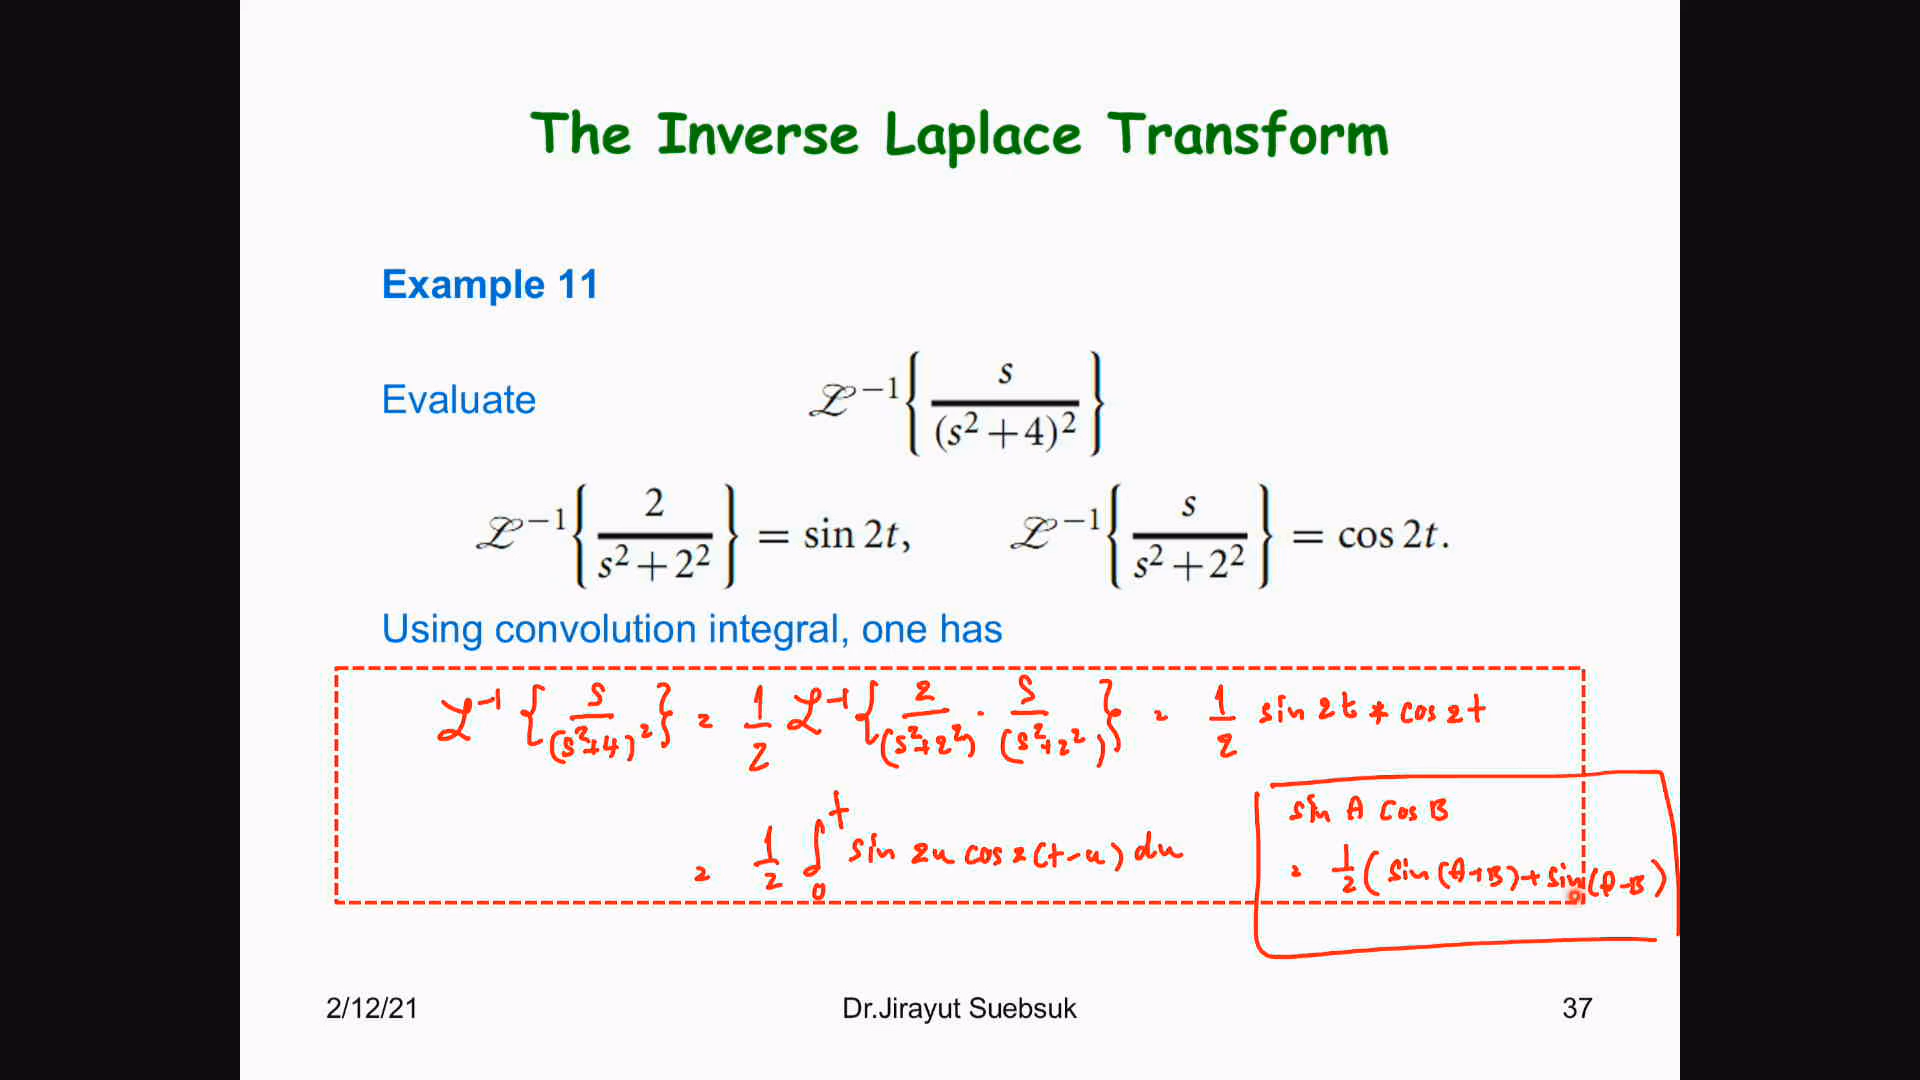 The Inverse Laplace Transform
Example 11
Evaluate ℒ⁻¹{ s / (s² + 4)² }
ℒ⁻¹{ 2 / (s² + 2²) } = sin 2t, ℒ⁻¹{ s / (s² + 2²) } = cos 2t.
Using convolution integral, one has
ℒ⁻¹{ s / (s²+4)² } = 1/2 ℒ⁻¹{ 2 / (s²+2²) · s / (s²+2²) } = 1/2 sin 2t * cos 2t
= 1/2 ∫₀ᵗ sin 2u cos 2(t-u) du
sin A cos B
= 1/2 ( sin (A+B) + sin (A-B)
2/12/21
Dr.Jirayut Suebsuk
37